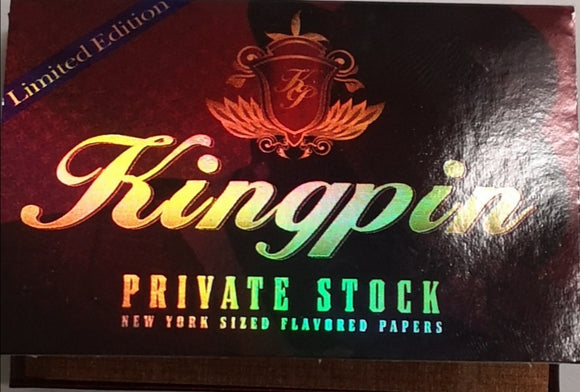 Limited Edition
Kp
Kingpin
PRIVATE STOCK
NEW YORK SIZED FLAVORED PAPERS